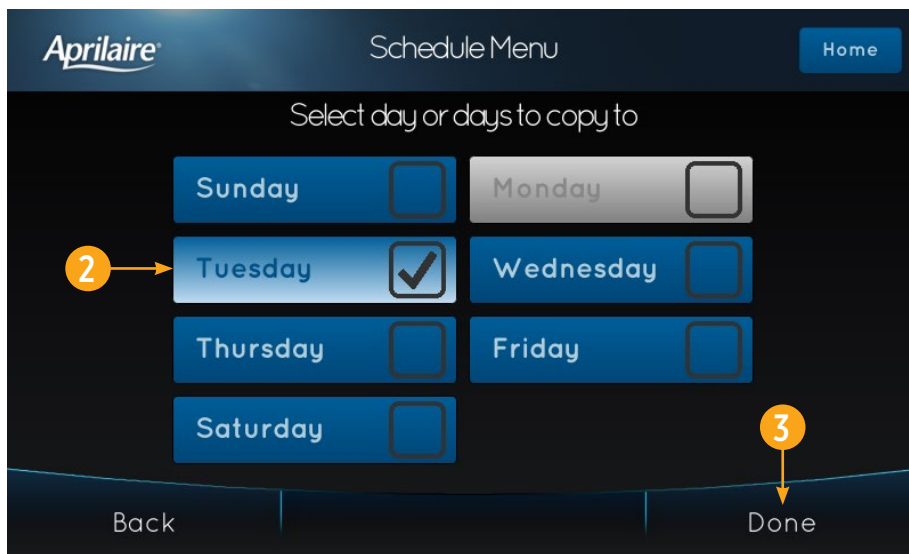 Aprilaire®
Schedule Menu
Home
Select day or days to copy to
Sunday
Monday
2
Tuesday
Wednesday
Thursday
Friday
Saturday
3
Back
Done